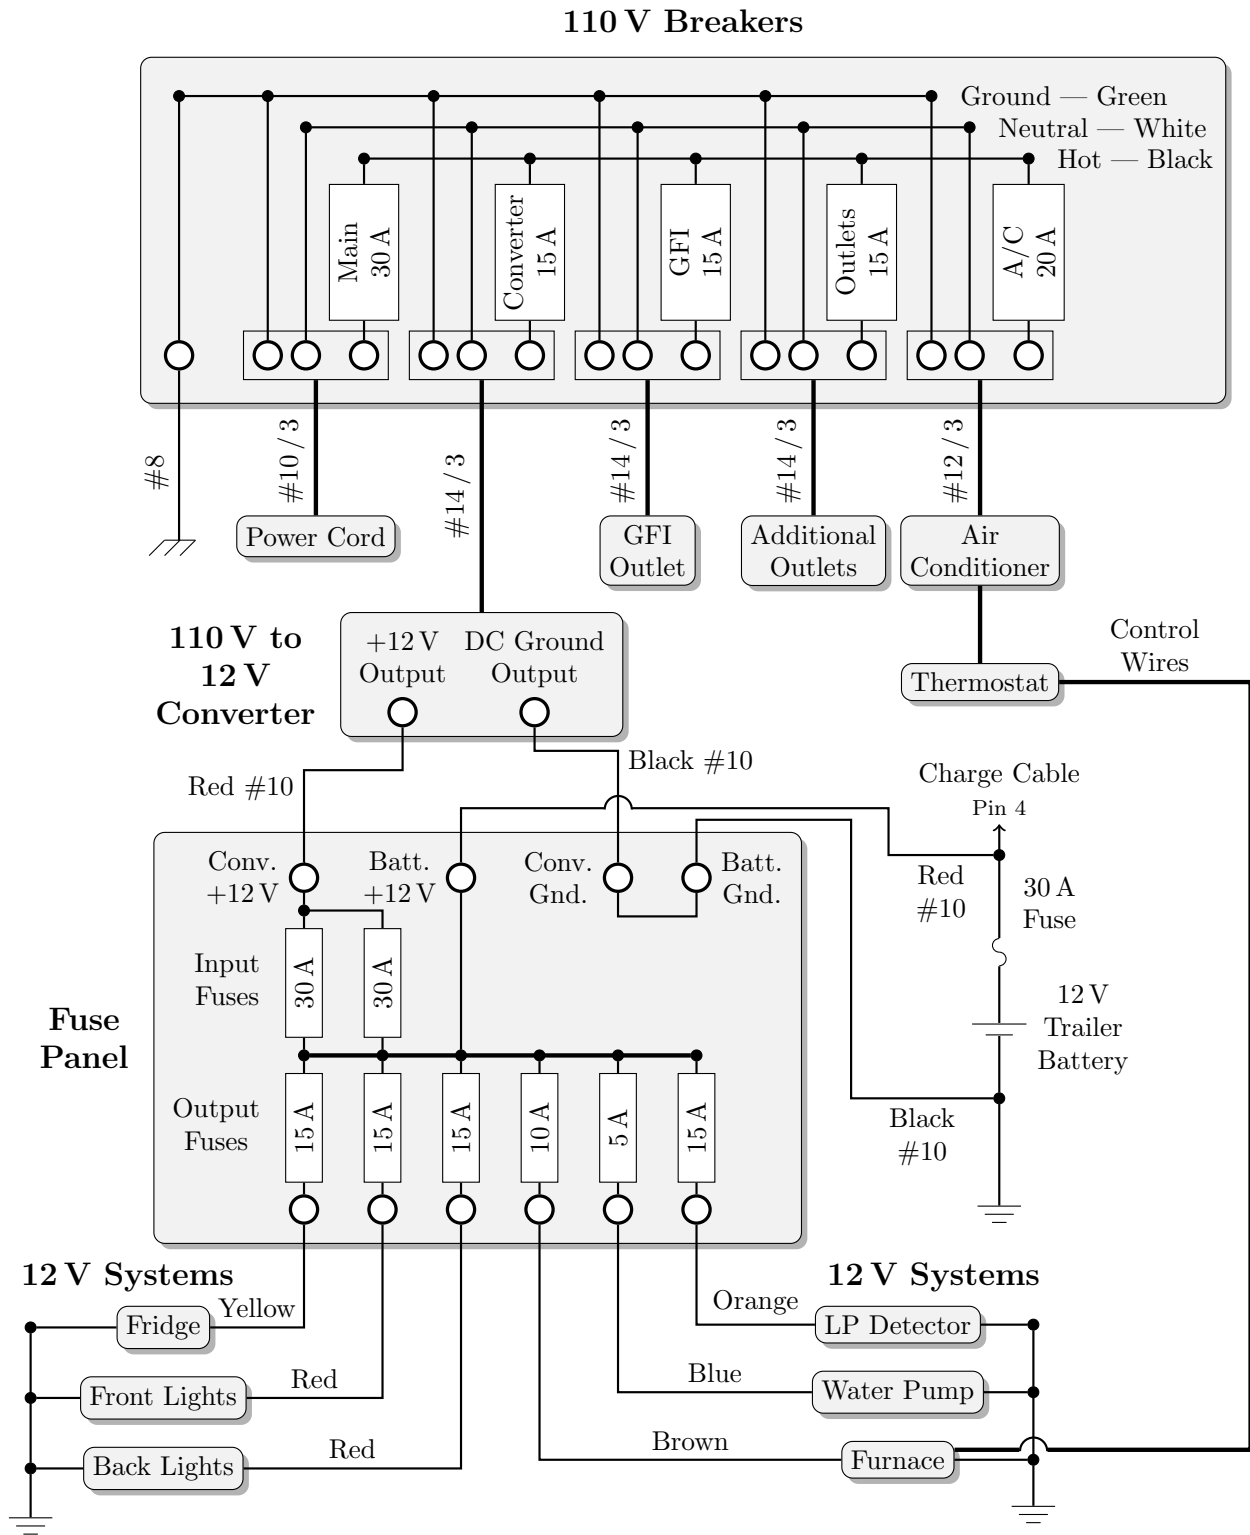 110 V Breakers
Ground — Green
Neutral — White
Hot — Black
Main
30 A
Converter
15 A
GFI
15 A
Outlets
15 A
A/C
20 A
#8
#10 / 3
#14 / 3
#14 / 3
#14 / 3
#12 / 3
Power Cord
GFI
Outlet
Additional
Outlets
Air
Conditioner
110 V to
12 V
Converter
+12 V
Output
DC Ground
Output
Thermostat
Control
Wires
Red #10
Black #10
Charge Cable
Pin 4
Conv.
+12 V
Batt.
+12 V
Conv.
Gnd.
Batt.
Gnd.
Red
#10
30 A
Fuse
Input
Fuses
30 A
30 A
12 V
Trailer
Battery
Fuse
Panel
Output
Fuses
15 A
15 A
15 A
10 A
5 A
15 A
Black
#10
12 V Systems
12 V Systems
Yellow
Fridge
Orange
LP Detector
Red
Front Lights
Blue
Water Pump
Red
Back Lights
Brown
Furnace